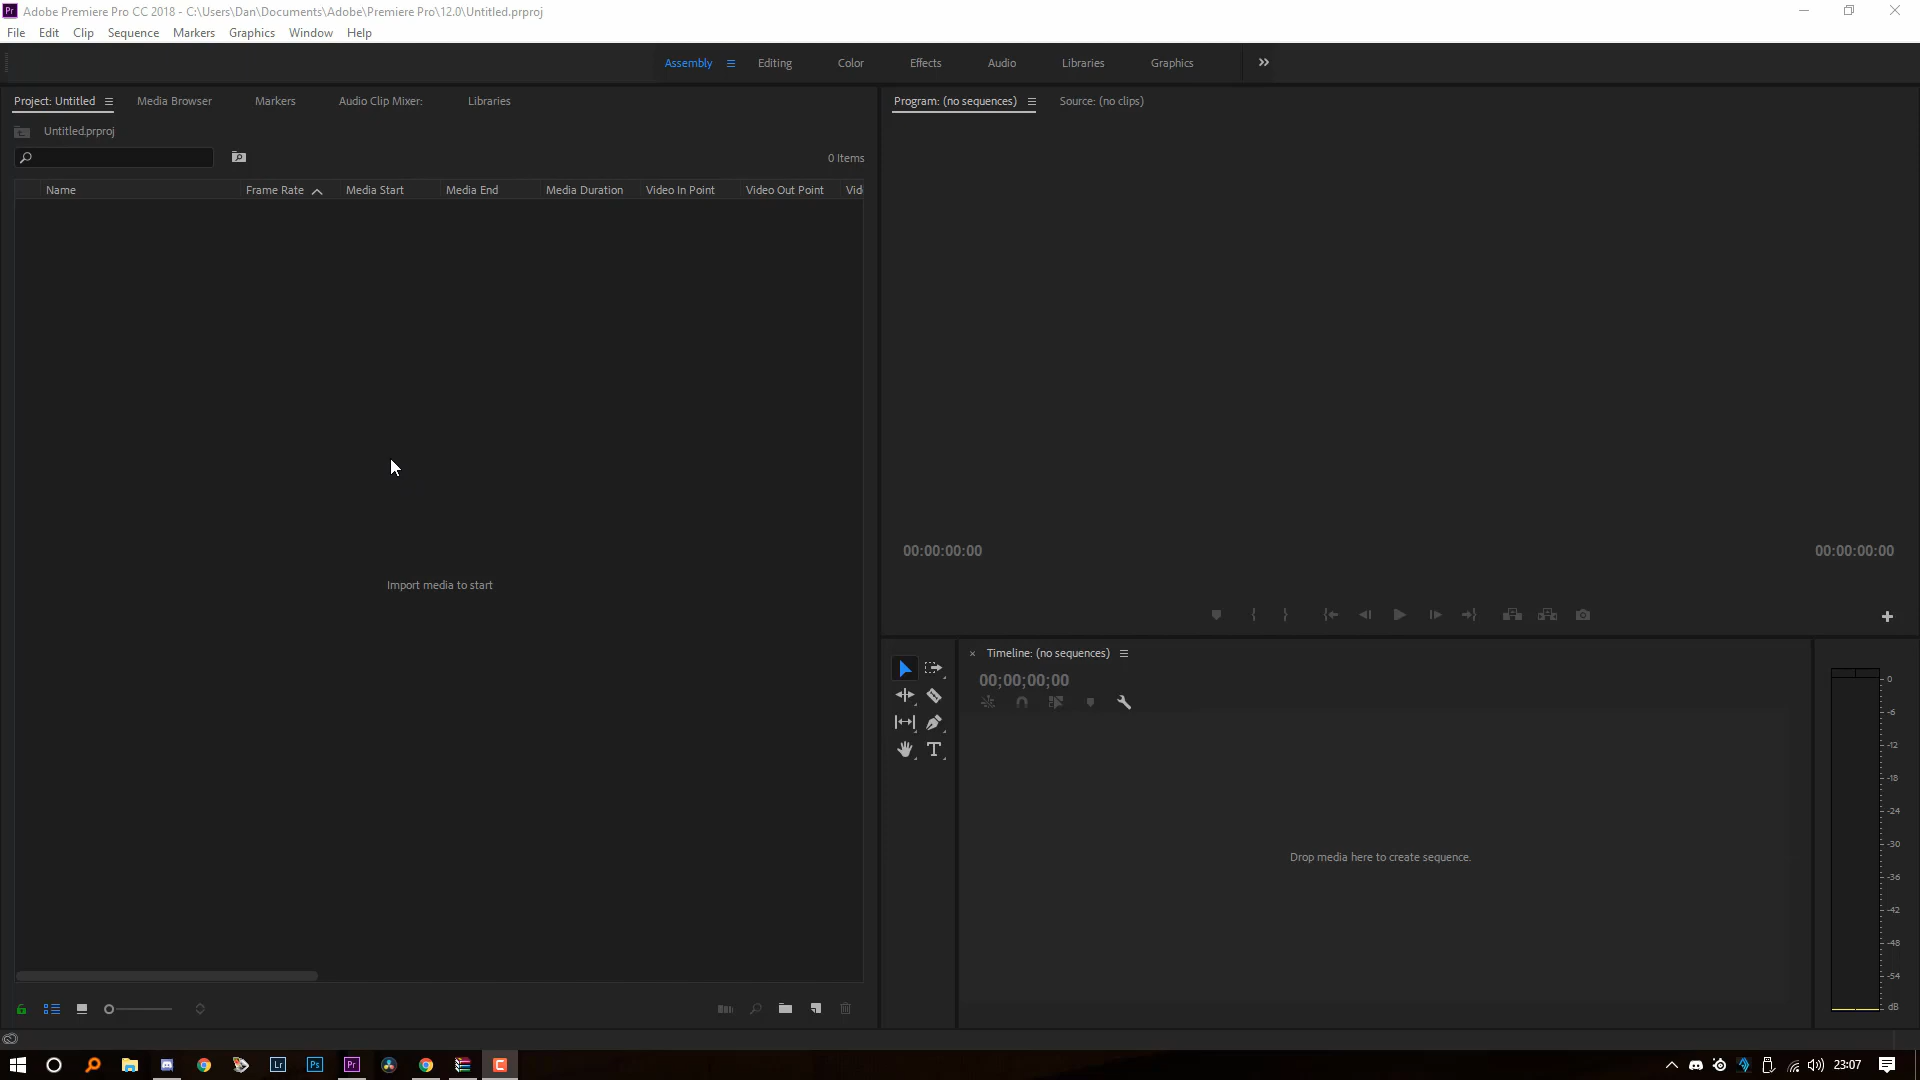 Pr Adobe Premiere Pro CC 2018 - C:\Users\Dan\Documents\Adobe\Premiere Pro\12.0\Untitled.prproj
File Edit Clip Sequence Markers Graphics Window Help
Assembly Editing Color Effects Audio Libraries Graphics
Project: Untitled Media Browser Markers Audio Clip Mixer: Libraries
Program: (no sequences) Source: (no clips)
Untitled.prproj
0 Items
Name Frame Rate Media Start Media End Media Duration Video In Point Video Out Point Vid
Import media to start
00:00:00:00 00:00:00:00
Timeline: (no sequences)
00;00;00;00
Drop media here to create sequence.
0
-6
-12
-18
-24
-30
-36
-42
-48
-54
dB
Lr Ps Pr C 23:07